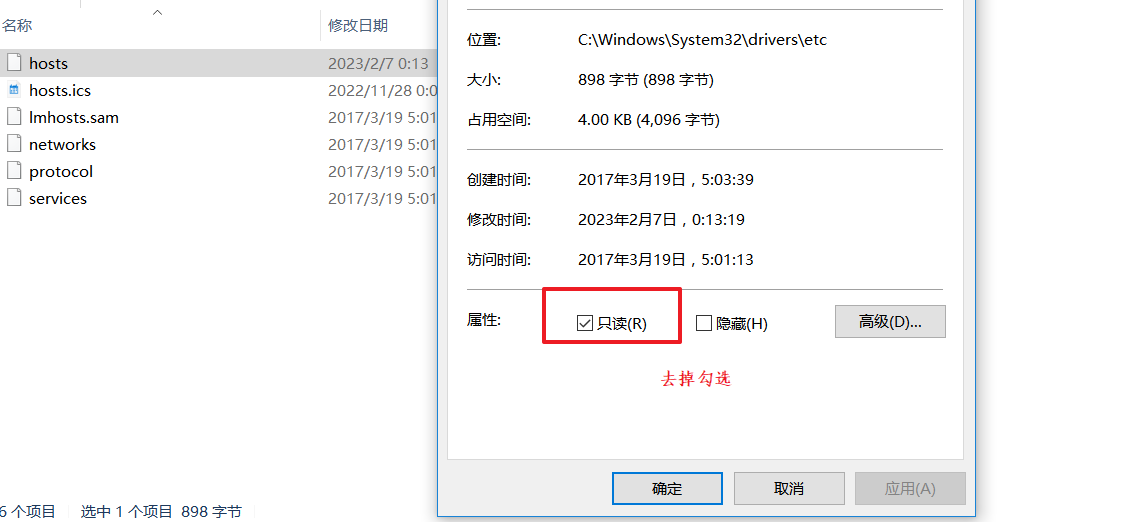 名称 修改日期
hosts 2023/2/7 0:13
hosts.ics 2022/11/28 0:0
lmhosts.sam 2017/3/19 5:01
networks 2017/3/19 5:01
protocol 2017/3/19 5:01
services 2017/3/19 5:01
6 个项目 选中 1 个项目 898 字节
位置: C:\Windows\System32\drivers\etc
大小: 898 字节 (898 字节)
占用空间: 4.00 KB (4,096 字节)
创建时间: 2017年3月19日，5:03:39
修改时间: 2023年2月7日，0:13:19
访问时间: 2017年3月19日，5:01:13
属性: 只读(R) 隐藏(H) 高级(D)...
去掉勾选
确定 取消 应用(A)